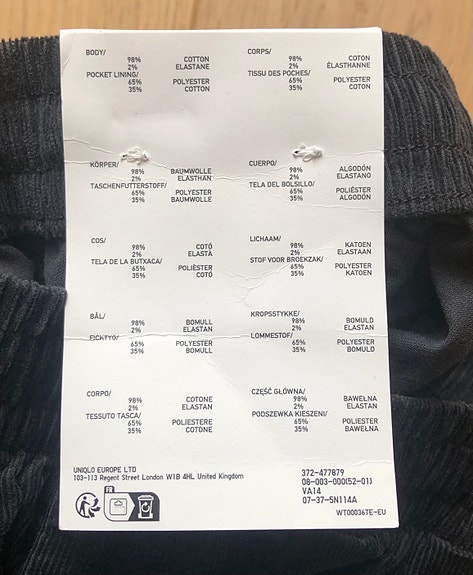 BODY/
98% COTTON
2% ELASTANE
POCKET LINING/
65% POLYESTER
35% COTTON
CORPS/
98% COTON
2% ÉLASTHANNE
TISSU DES POCHES/
65% POLYESTER
35% COTON
KÖRPER/
98% BAUMWOLLE
2% ELASTHAN
TASCHENFUTTERSTOFF/
65% POLYESTER
35% BAUMWOLLE
CUERPO/
98% ALGODÓN
2% ELASTANO
TELA DEL BOLSILLO/
65% POLIÉSTER
35% ALGODÓN
COS/
98% COTÓ
2% ELASTÀ
TELA DE LA BUTXACA/
65% POLIÈSTER
35% COTÓ
LICHAAM/
98% KATOEN
2% ELASTAAN
STOF VOOR BROEKZAK/
65% POLYESTER
35% KATOEN
BÅL/
98% BOMULL
2% ELASTAN
FICKTYG/
65% POLYESTER
35% BOMULL
KROPSSTYKKE/
98% BOMULD
2% ELASTAN
LOMMESTOF/
65% POLYESTER
35% BOMULD
CORPO/
98% COTONE
2% ELASTAN
TESSUTO TASCA/
65% POLIESTERE
35% COTONE
CZĘŚĆ GŁÓWNA/
98% BAWEŁNA
2% ELASTAN
PODSZEWKA KIESZENI/
65% POLIESTER
35% BAWEŁNA
UNIQLO EUROPE LTD
103-113 Regent Street London W1B 4HL United Kingdom
FR
372-477879
08-003-000(52-01)
VA14
07-37-5N114A
WT00036TE-EU